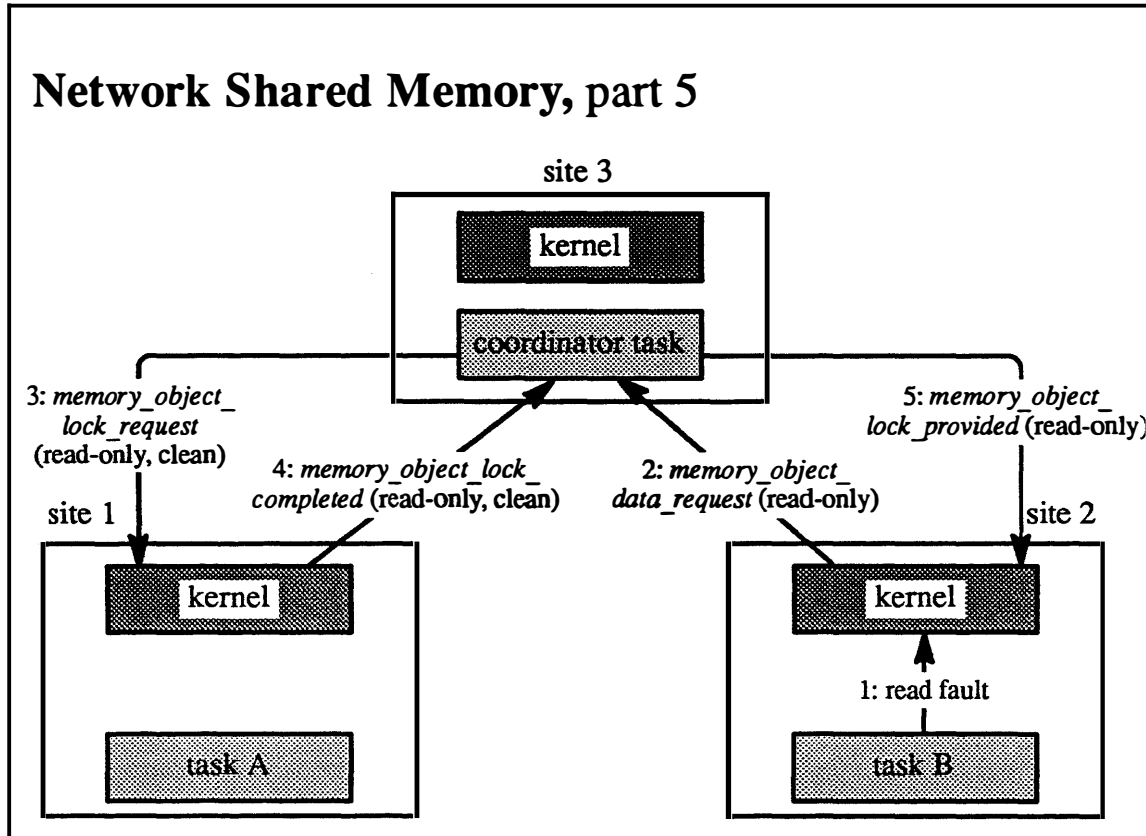 Network Shared Memory, part 5
site 3
kernel
coordinator task
3: memory_object_
lock_request
(read-only, clean)
4: memory_object_lock_
completed (read-only, clean)
2: memory_object_
data_request (read-only)
5: memory_object_
lock_provided (read-only)
site 1
site 2
kernel
kernel
1: read fault
task A
task B